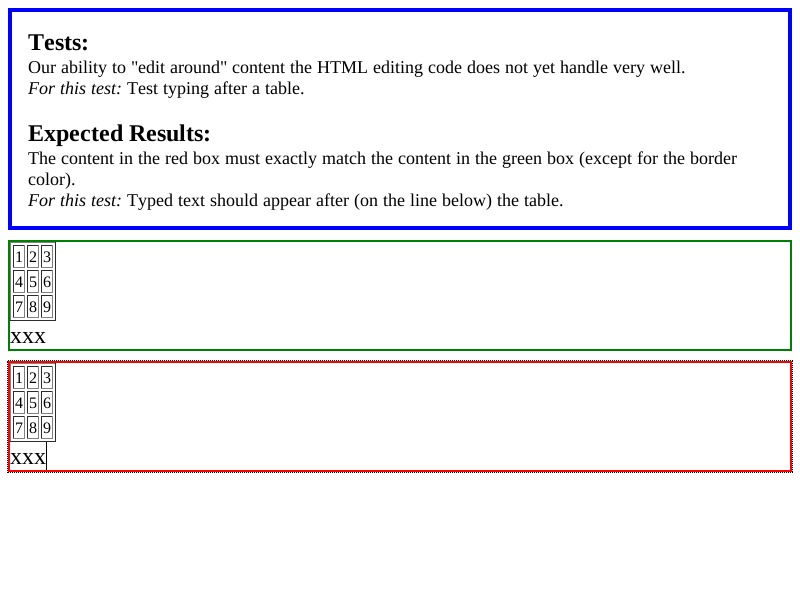 Tests:
Our ability to "edit around" content the HTML editing code does not yet handle very well.
For this test: Test typing after a table.
Expected Results:
The content in the red box must exactly match the content in the green box (except for the border
color).
For this test: Typed text should appear after (on the line below) the table.
1 2 3
4 5 6
7 8 9
xxx
1 2 3
4 5 6
7 8 9
xxx